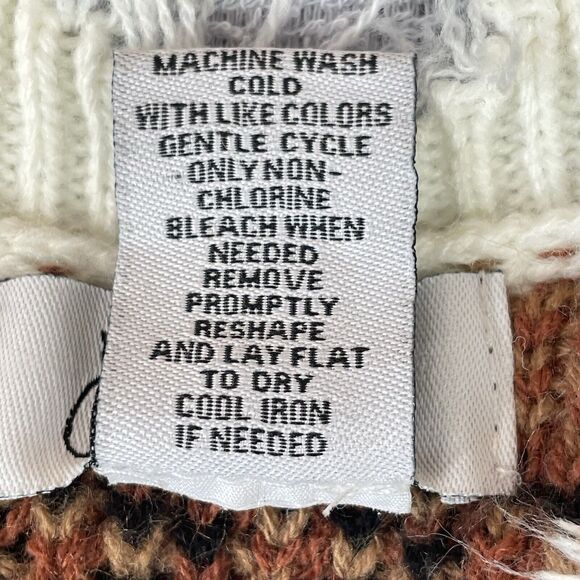 MACHINE WASH
COLD
WITH LIKE COLORS
GENTLE CYCLE
-ONLY NON-
CHLORINE
BLEACH WHEN
NEEDED
REMOVE
PROMPTLY
RESHAPE
AND LAY FLAT
TO DRY
COOL IRON
IF NEEDED